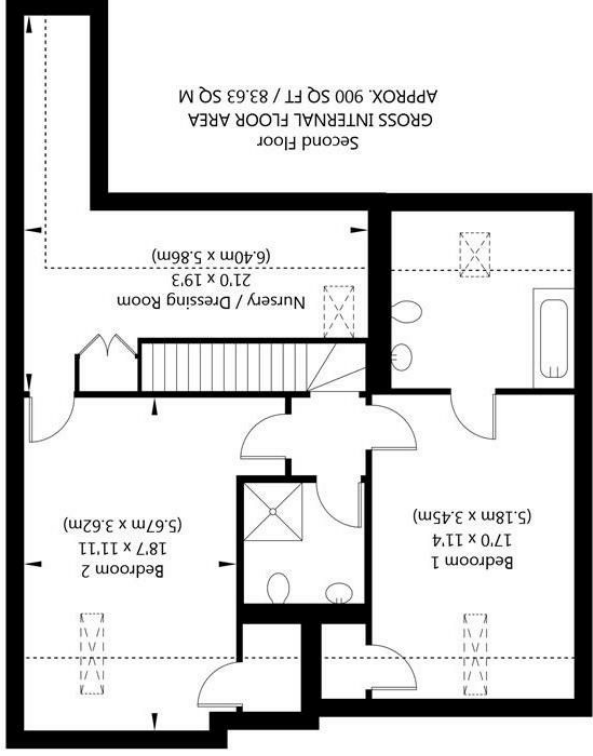 Second Floor
GROSS INTERNAL FLOOR AREA
APPROX. 900 SQ FT / 83.63 SQ M
Nursery / Dressing Room
21'0 x 19'3
(6.40m x 5.86m)
Bedroom 1
17'0 x 11'4
(5.18m x 3.45m)
Bedroom 2
18'7 x 11'11
(5.67m x 3.62m)